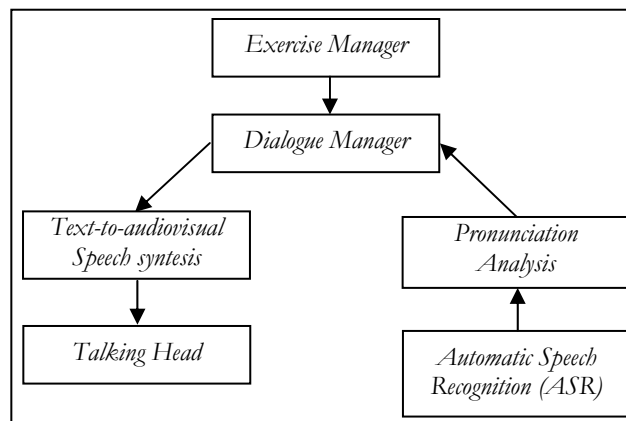 Exercise Manager
Dialogue Manager
Text-to-audiovisual
Speech syntesis
Pronunciation
Analysis
Talking Head
Automatic Speech
Recognition (ASR)